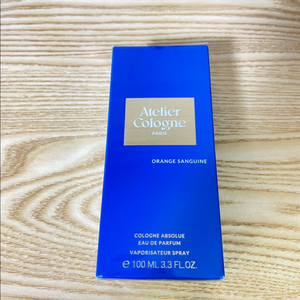 Atelier
Cologne
PARIS
ORANGE SANGUINE
COLOGNE ABSOLUE
EAU DE PARFUM
VAPORISATEUR SPRAY
℮ 100 ML 3.3 FL.OZ.